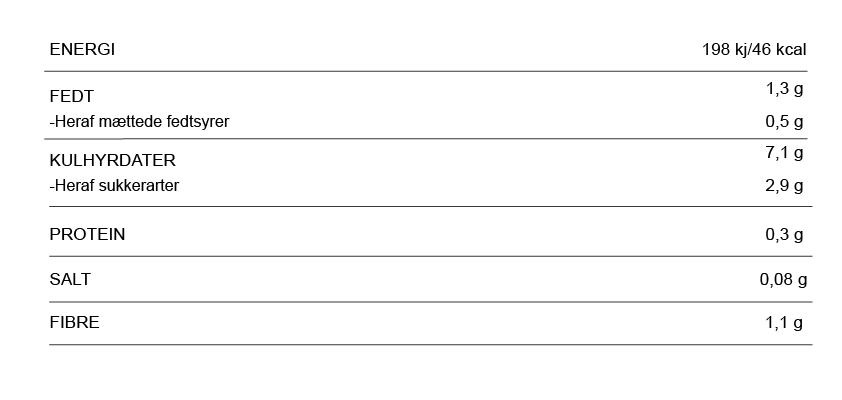 ENERGI 198 kj/46 kcal
FEDT 1,3 g
-Heraf mættede fedtsyrer 0,5 g
KULHYRDATER 7,1 g
-Heraf sukkerarter 2,9 g
PROTEIN 0,3 g
SALT 0,08 g
FIBRE 1,1 g